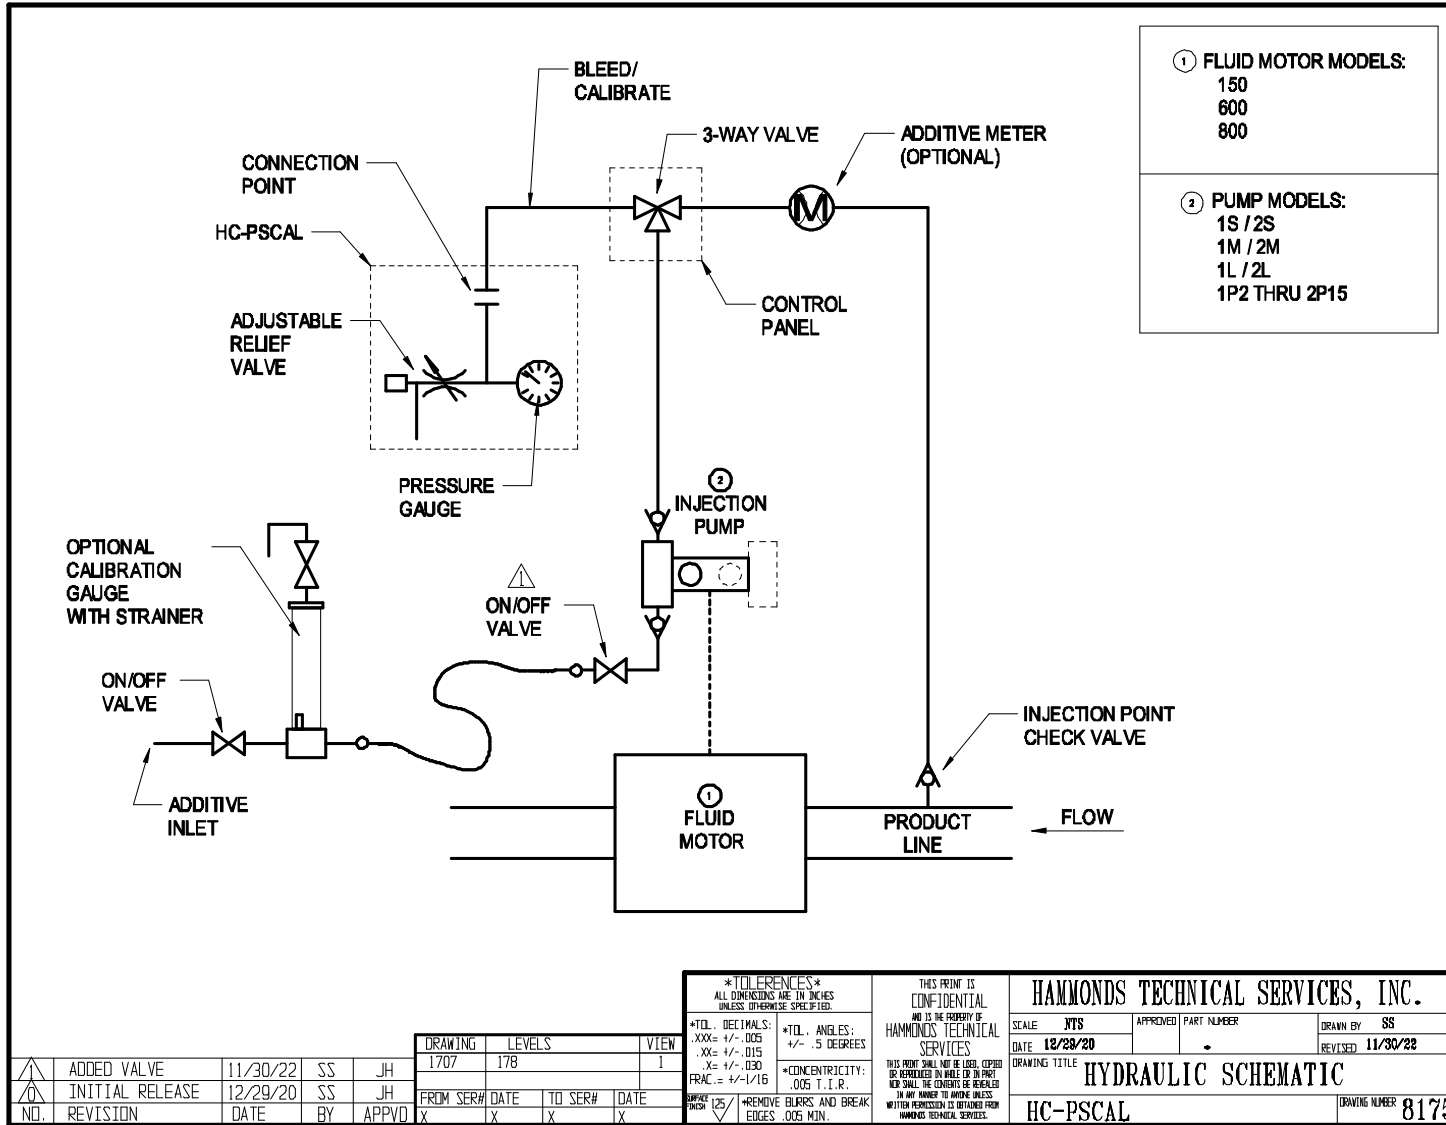 BLEED/
CALIBRATE
3-WAY VALVE
ADDITIVE METER
(OPTIONAL)
M
CONNECTION
POINT
HC-PSCAL
ADJUSTABLE
RELIEF
VALVE
CONTROL
PANEL
PRESSURE
GAUGE
1 FLUID MOTOR MODELS:
150
600
800
2 PUMP MODELS:
1S / 2S
1M / 2M
1L / 2L
1P2 THRU 2P15
2
INJECTION
PUMP
OPTIONAL
CALIBRATION
GAUGE
WITH STRAINER
1
ON/OFF
VALVE
ON/OFF
VALVE
ADDITIVE
INLET
INJECTION POINT
CHECK VALVE
1
FLUID
MOTOR
PRODUCT
LINE
FLOW
1 ADDED VALVE 11/30/22 SS JH
0 INITIAL RELEASE 12/29/20 SS JH
NO. REVISION DATE BY APPVD
DRAWING LEVELS VIEW
1707 178 1
FROM SER# DATE TO SER# DATE
X X X X
*TOLERENCES*
ALL DIMENSIONS ARE IN INCHES
UNLESS OTHERWISE SPECIFIED.
*TOL. DECIMALS:
.XXX= +/-.005
.XX= +/-.015
.X= +/-.030
FRAC.= +/-1/16
*TOL. ANGLES:
+/- .5 DEGREES
*CONCENTRICITY:
.005 T.I.R.
SURFACE
FINISH 125
*REMOVE BURRS AND BREAK
EDGES .005 MIN.
THIS PRINT IS
CONFIDENTIAL
AND IS THE PROPERTY OF
HAMMONDS TECHNICAL
SERVICES
THIS PRINT SHALL NOT BE USED, COPIED
OR REPRODUCED IN WHOLE OR IN PART
NOR SHALL THE CONTENTS BE REVEALED
IN ANY MANNER TO ANYONE UNLESS
WRITTEN PERMISSION IS OBTAINED FROM
HAMMONDS TECHNICAL SERVICES.
HAMMONDS TECHNICAL SERVICES, INC.
SCALE NTS APPROVED PART NUMBER DRAWN BY SS
DATE 12/29/20 REVISED 11/30/22
DRAWING TITLE HYDRAULIC SCHEMATIC
HC-PSCAL DRAWING NUMBER 8175